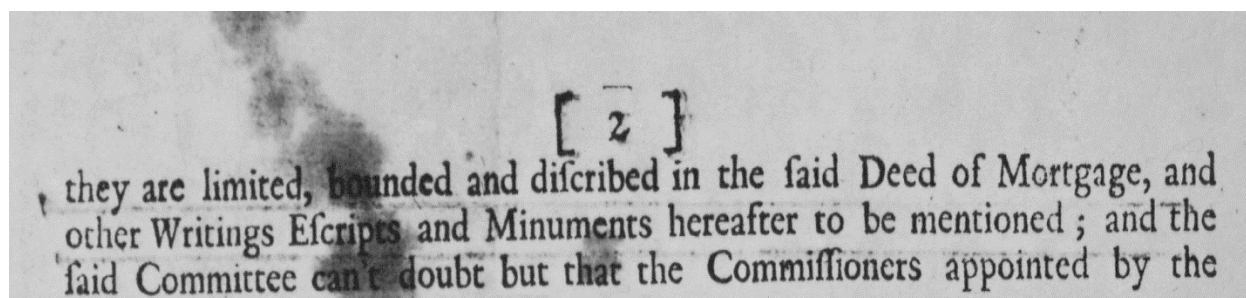 [ 2 ]
they are limited, bounded and diſcribed in the ſaid Deed of Mortgage, and
other Writings Eſcripts and Minuments hereafter to be mentioned ; and the
ſaid Committee can't doubt but that the Commiſſioners appointed by the